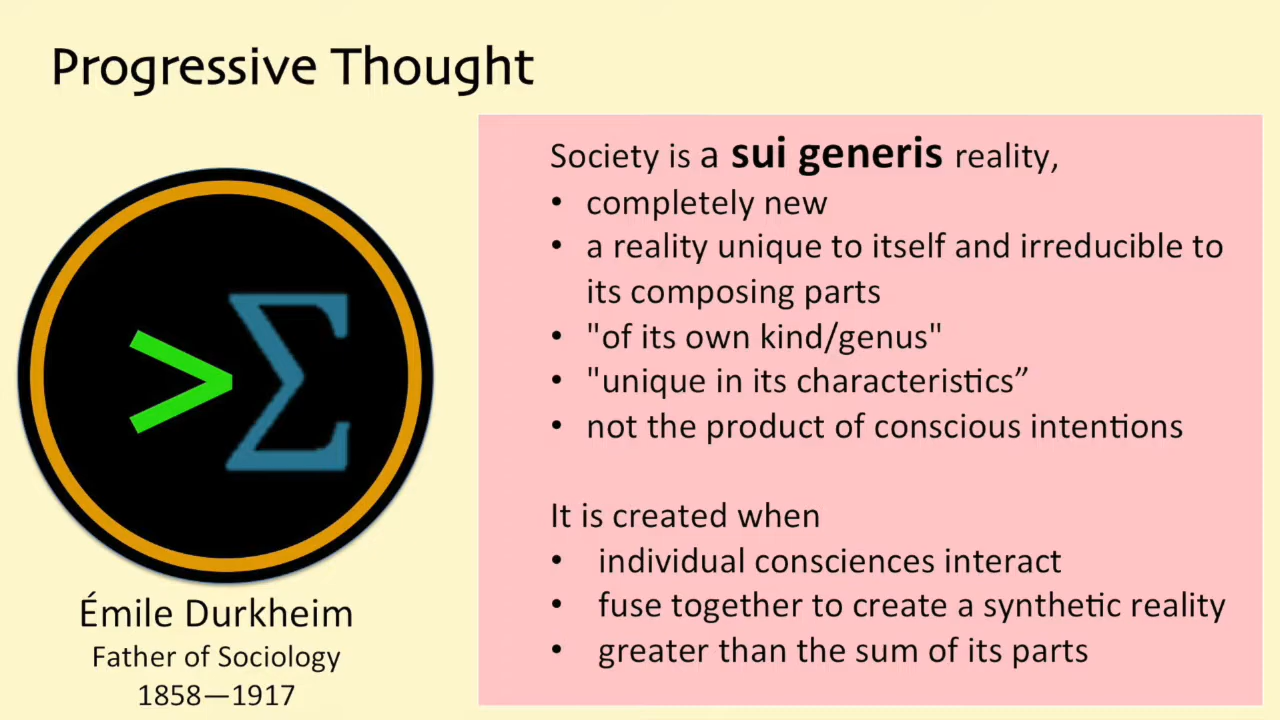 Progressive Thought
>Σ
Émile Durkheim
Father of Sociology
1858—1917
Society is a sui generis reality,
• completely new
• a reality unique to itself and irreducible to
its composing parts
• "of its own kind/genus"
• "unique in its characteristics”
• not the product of conscious intentions
It is created when
• individual consciences interact
• fuse together to create a synthetic reality
• greater than the sum of its parts